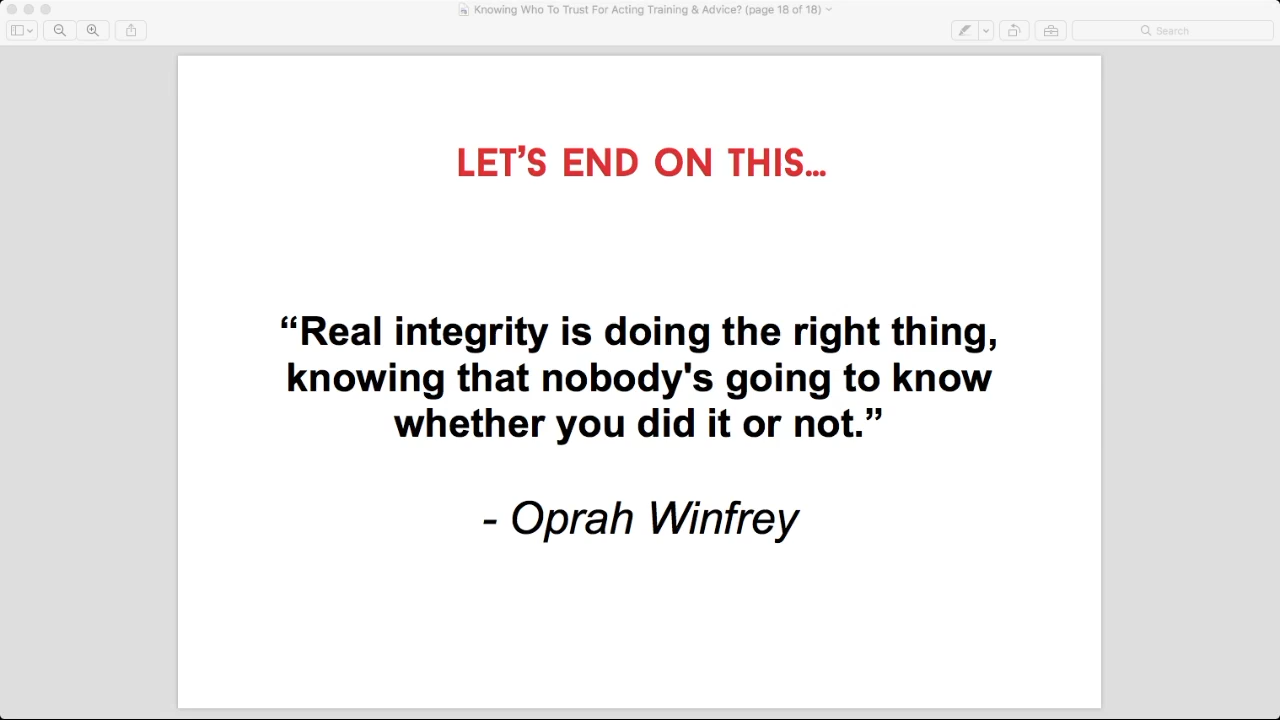 Knowing Who To Trust For Acting Training & Advice? (page 18 of 18)
Search
LET’S END ON THIS...
“Real integrity is doing the right thing,
knowing that nobody's going to know
whether you did it or not.”
- Oprah Winfrey